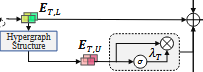 E_{T,L}
Hypergraph
Structure
E_{T,U}
λ_T
σ